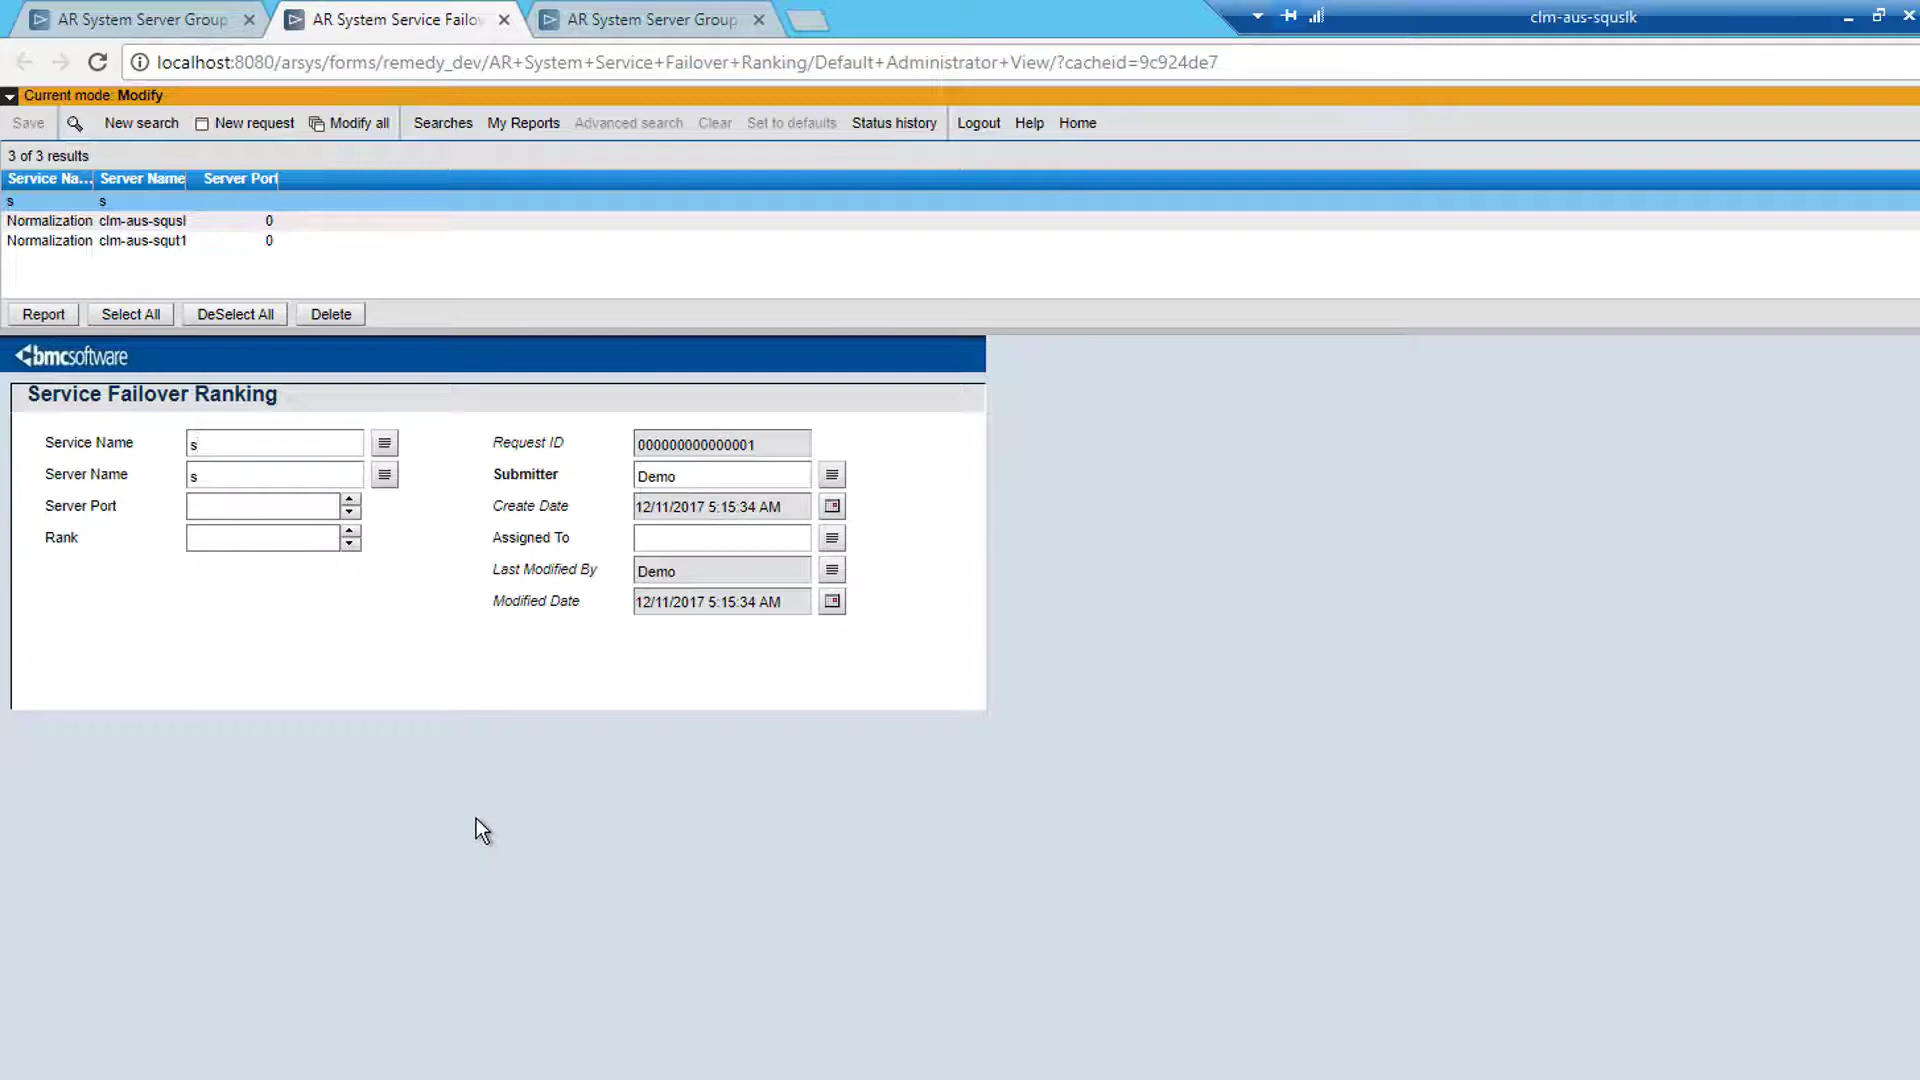 AR System Server Group
AR System Service Failo
AR System Server Group
clm-aus-squslk
localhost:8080/arsys/forms/remedy_dev/AR+System+Service+Failover+Ranking/Default+Administrator+View/?cacheid=9c924de7
Current mode: Modify
Save New search New request Modify all Searches My Reports Advanced search Clear Set to defaults Status history Logout Help Home
3 of 3 results
Service Na... Server Name Server Port
s s
Normalization clm-aus-squsl 0
Normalization clm-aus-squt1 0
Report Select All DeSelect All Delete
bmcsoftware
Service Failover Ranking
Service Name s Request ID 000000000000001
Server Name s Submitter Demo
Server Port Create Date 12/11/2017 5:15:34 AM
Rank Assigned To
Last Modified By Demo
Modified Date 12/11/2017 5:15:34 AM